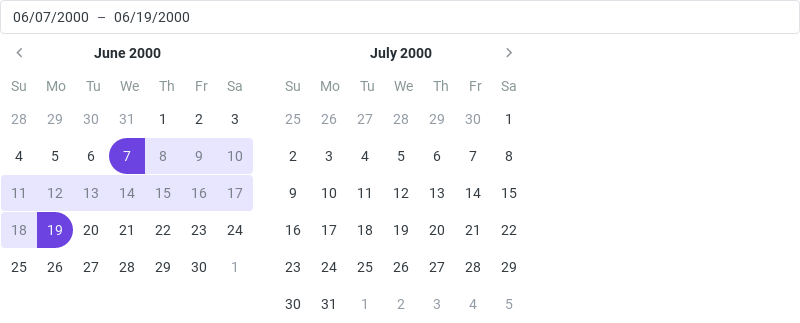 06/07/2000 – 06/19/2000
June 2000
Su Mo Tu We Th Fr Sa
28 29 30 31 1 2 3
4 5 6 7 8 9 10
11 12 13 14 15 16 17
18 19 20 21 22 23 24
25 26 27 28 29 30 1
July 2000
Su Mo Tu We Th Fr Sa
25 26 27 28 29 30 1
2 3 4 5 6 7 8
9 10 11 12 13 14 15
16 17 18 19 20 21 22
23 24 25 26 27 28 29
30 31 1 2 3 4 5